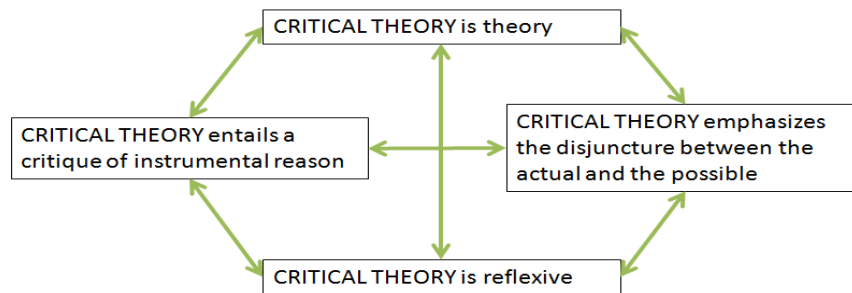 CRITICAL THEORY is theory
CRITICAL THEORY entails a
critique of instrumental reason
CRITICAL THEORY emphasizes
the disjuncture between the
actual and the possible
CRITICAL THEORY is reflexive